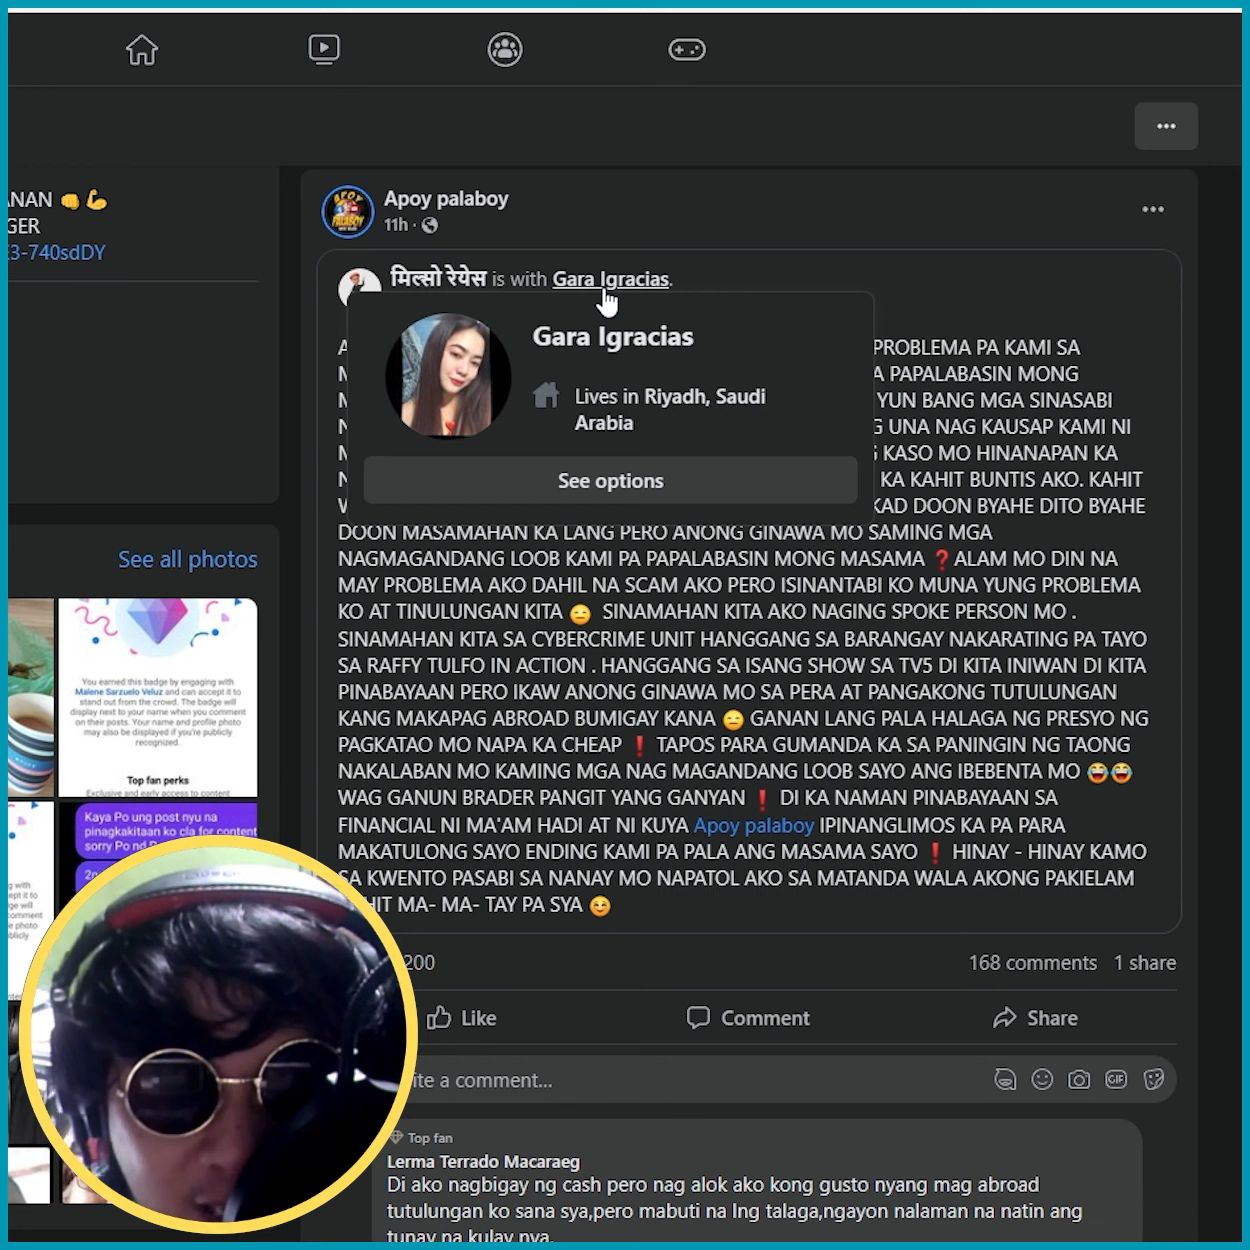 ANAN 👊💪
GER
E3-740sdDY
Apoy palaboy
11h
मिल्सो रेयेस is with Gara Igracias.
Gara Igracias
Lives in Riyadh, Saudi
Arabia
See options
PROBLEMA PA KAMI SA
PAPALABASIN MONG
YUN BANG MGA SINASABI
UNA NAG KAUSAP KAMI NI
KASO MO HINANAPAN KA
KA KAHIT BUNTIS AKO. KAHIT
DOON BYAHE DITO BYAHE
DOON MASAMAHAN KA LANG PERO ANONG GINAWA MO SAMING MGA
NAGMAGANDANG LOOB KAMI PA PAPALABASIN MONG MASAMA ❓ALAM MO DIN NA
MAY PROBLEMA AKO DAHIL NA SCAM AKO PERO ISINANTABI KO MUNA YUNG PROBLEMA
KO AT TINULUNGAN KITA 😑 SINAMAHAN KITA AKO NAGING SPOKE PERSON MO .
SINAMAHAN KITA SA CYBERCRIME UNIT HANGGANG SA BARANGAY NAKARATING PA TAYO
SA RAFFY TULFO IN ACTION . HANGGANG SA ISANG SHOW SA TV5 DI KITA INIWAN DI KITA
PINABAYAAN PERO IKAW ANONG GINAWA MO SA PERA AT PANGAKONG TUTULUNGAN
KANG MAKAPAG ABROAD BUMIGAY KANA 😑 GANAN LANG PALA HALAGA NG PRESYO NG
PAGKATAO MO NAPA KA CHEAP ❗ TAPOS PARA GUMANDA KA SA PANINGIN NG TAONG
NAKALABAN MO KAMING MGA NAG MAGANDANG LOOB SAYO ANG IBEBENTA MO 😂😂
WAG GANUN BRADER PANGIT YANG GANYAN ❗ DI KA NAMAN PINABAYAAN SA
FINANCIAL NI MA'AM HADI AT NI KUYA Apoy palaboy IPINANGLIMOS KA PA PARA
MAKATULONG SAYO ENDING KAMI PA PALA ANG MASAMA SAYO ❗ HINAY - HINAY KAMO
SA KWENTO PASABI SA NANAY MO NAPATOL AKO SA MATANDA WALA AKONG PAKIELAM
HIT MA- MA- TAY PA SYA ☺
200
168 comments 1 share
Like Comment Share
ite a comment...
GIF
Top fan
Lerma Terrado Macaraeg
Di ako nagbigay ng cash pero nag alok ako kong gusto nyang mag abroad
tutulungan ko sana sya,pero mabuti na lng talaga,ngayon nalaman na natin ang
tunay na kulay nya.
See all photos
You earned this badge by engaging with
Malene Sarzuelo Veluz and can accept it to
stand out from the crowd. The badge will
display next to your name when you comment
on their posts. Your name and profile photo
may also be displayed if you're publicly
recognized.
Top fan perks
Exclusive and early access to content
Kaya Po ung post nyu na
pinagkakitaan ko cla for content
sorry Po nd